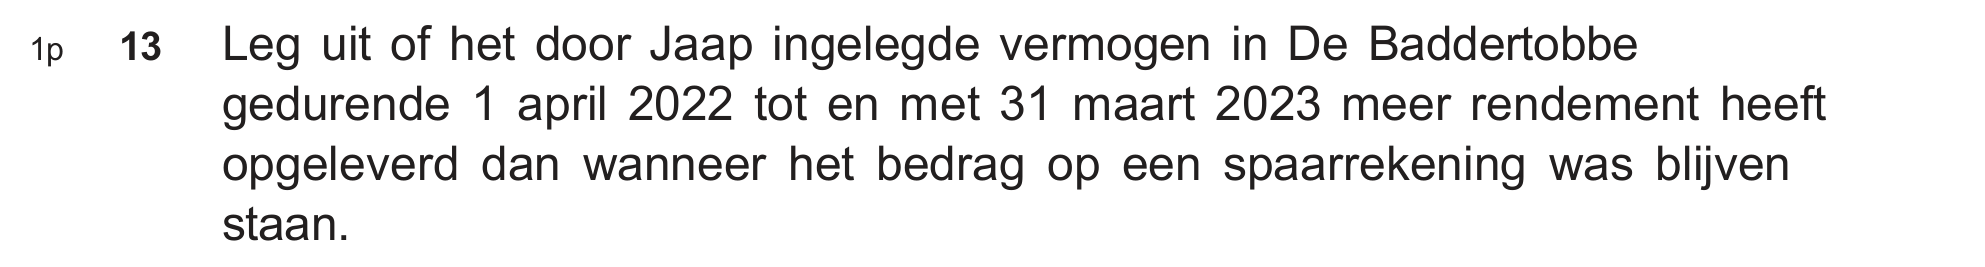 1p 13 Leg uit of het door Jaap ingelegde vermogen in De Baddertobbe
gedurende 1 april 2022 tot en met 31 maart 2023 meer rendement heeft
opgeleverd dan wanneer het bedrag op een spaarrekening was blijven
staan.